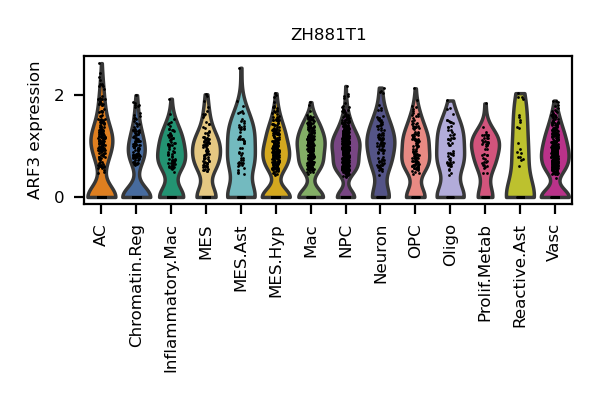 ZH881T1
ARF3 expression
2
0
AC
Chromatin.Reg
Inflammatory.Mac
MES
MES.Ast
MES.Hyp
Mac
NPC
Neuron
OPC
Oligo
Prolif.Metab
Reactive.Ast
Vasc